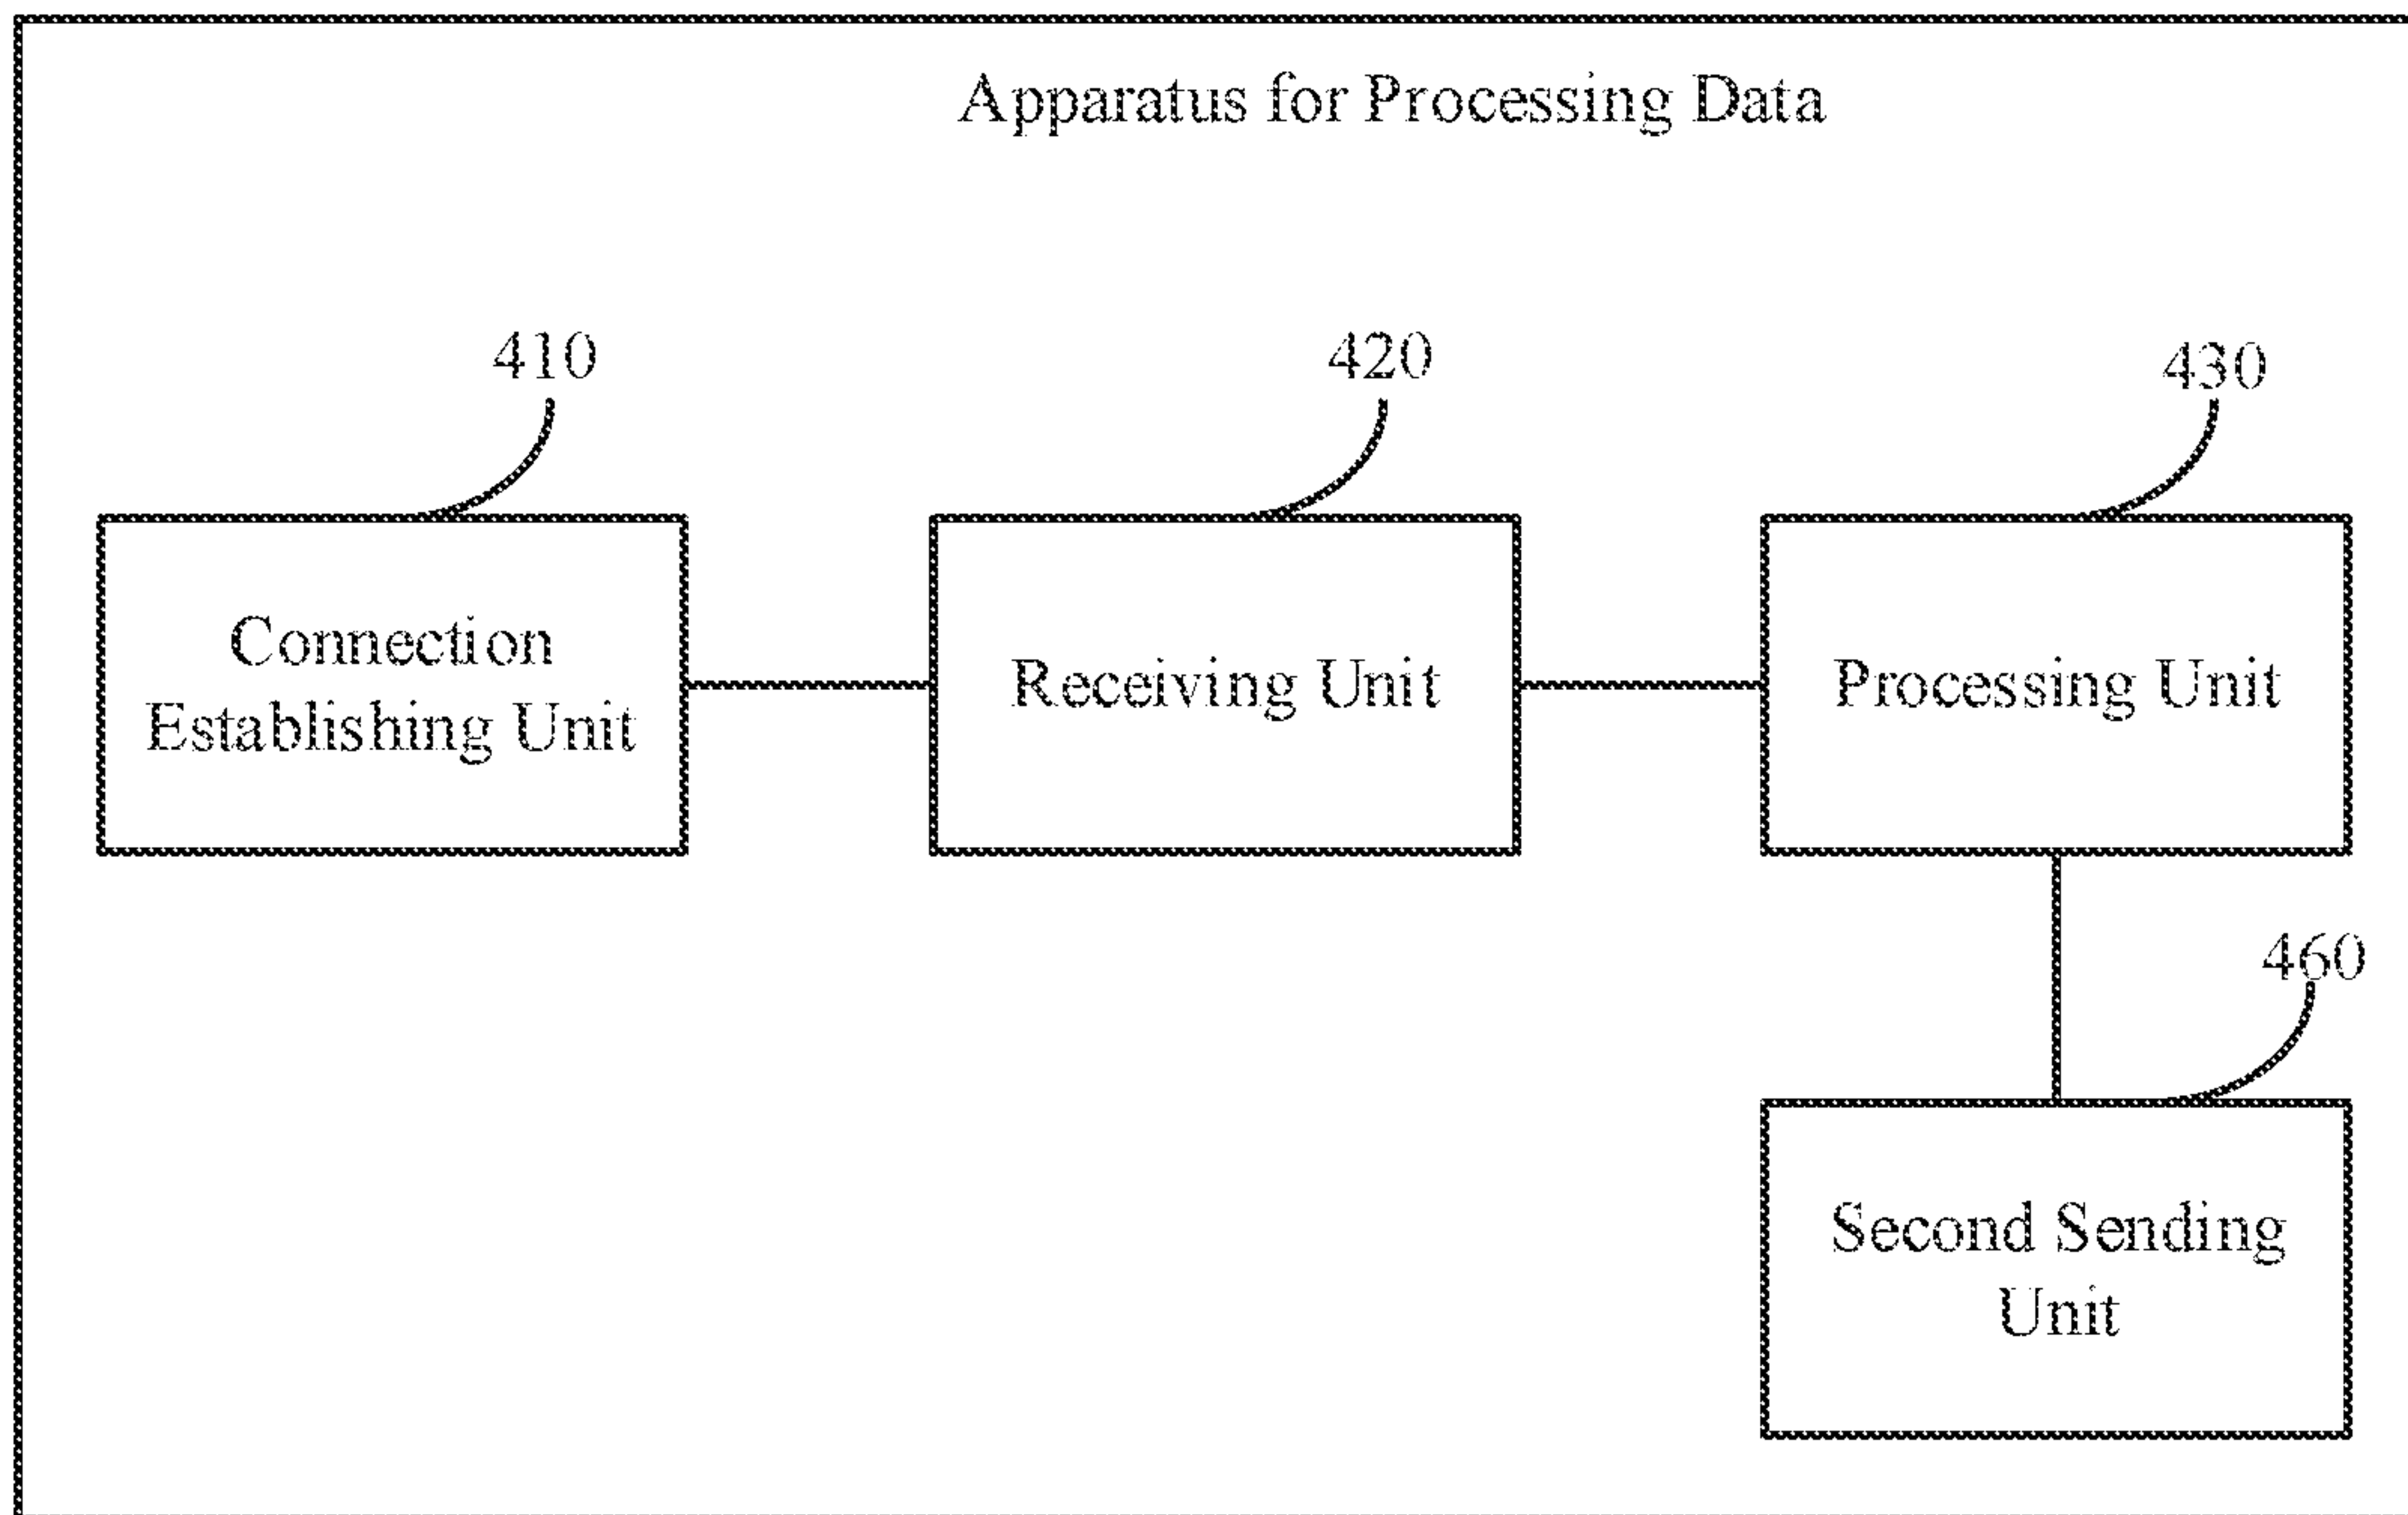 Apparatus for Processing Data
410
420
430
Connection
Establishing Unit
Receiving Unit
Processing Unit
460
Second Sending
Unit